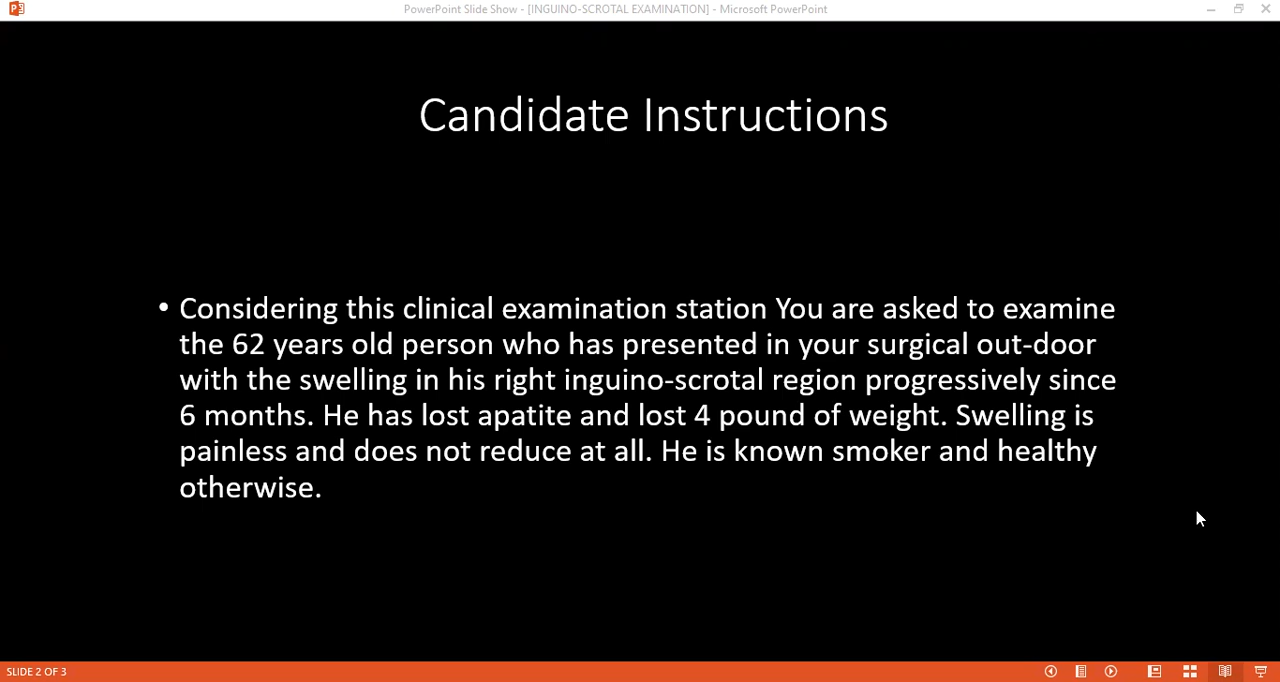 PowerPoint Slide Show - [INGUINO-SCROTAL EXAMINATION] - Microsoft PowerPoint
Candidate Instructions
• Considering this clinical examination station You are asked to examine
the 62 years old person who has presented in your surgical out-door
with the swelling in his right inguino-scrotal region progressively since
6 months. He has lost apatite and lost 4 pound of weight. Swelling is
painless and does not reduce at all. He is known smoker and healthy
otherwise.
SLIDE 2 OF 3